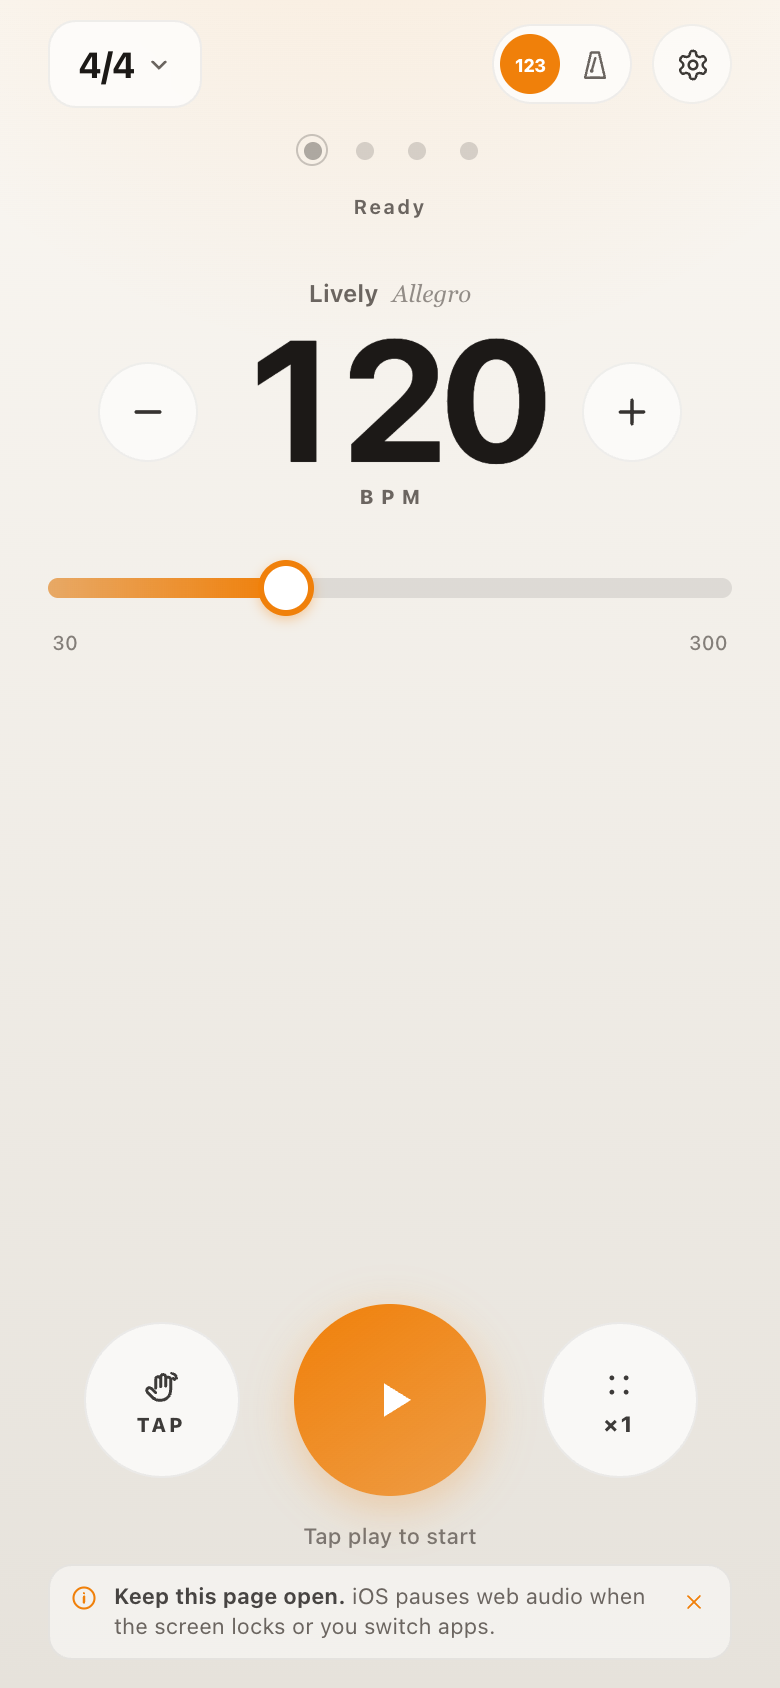 4/4
123
Ready
Lively Allegro
120
BPM
30
300
TAP
×1
Tap play to start
Keep this page open. iOS pauses web audio when
the screen locks or you switch apps.